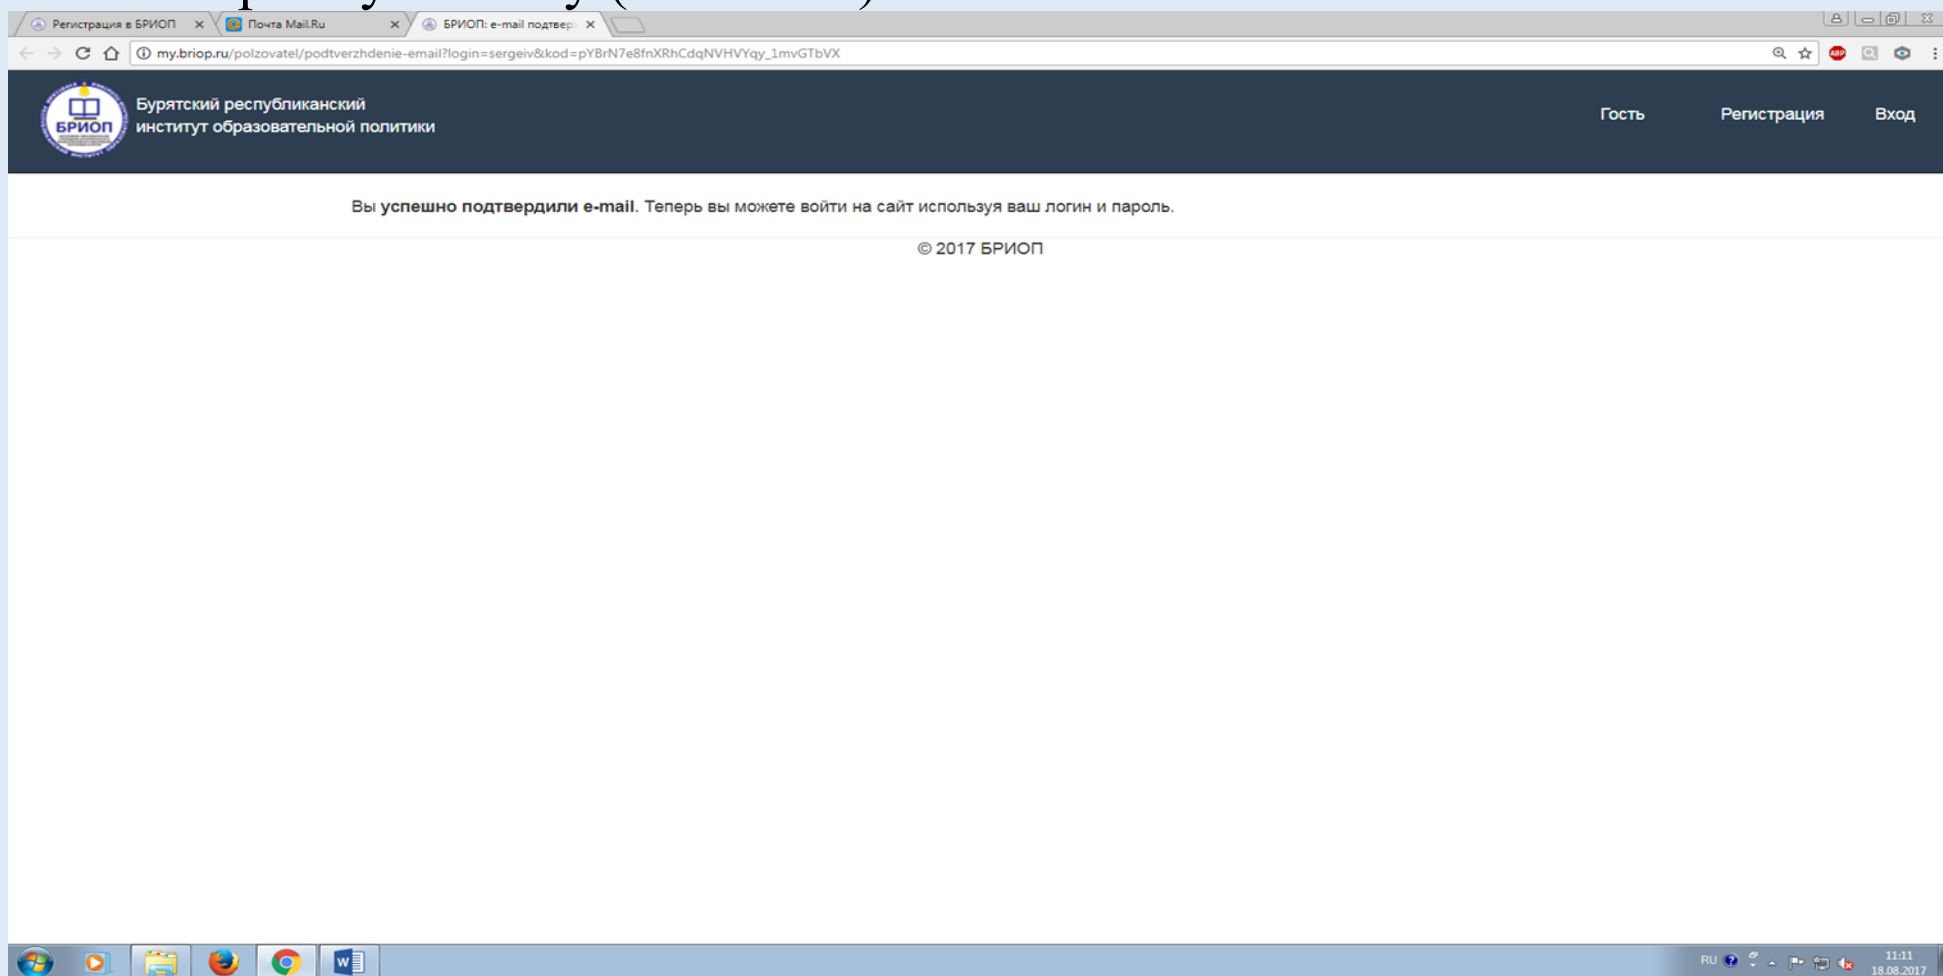 Регистрация в БРИОП
Почта Mail.Ru
БРИОП: e-mail подтвер
my.briop.ru/polzovatel/podtverzhdenie-email?login=sergeiv&kod=pYBrN7e8fnXRhCdqNVHVYqy_1mvGTbVX
ABP
БРИОП
Бурятский республиканский
институт образовательной политики
Гость
Регистрация
Вход
Вы успешно подтвердили e-mail. Теперь вы можете войти на сайт используя ваш логин и пароль.
© 2017 БРИОП
RU
11:11
18.08.2017